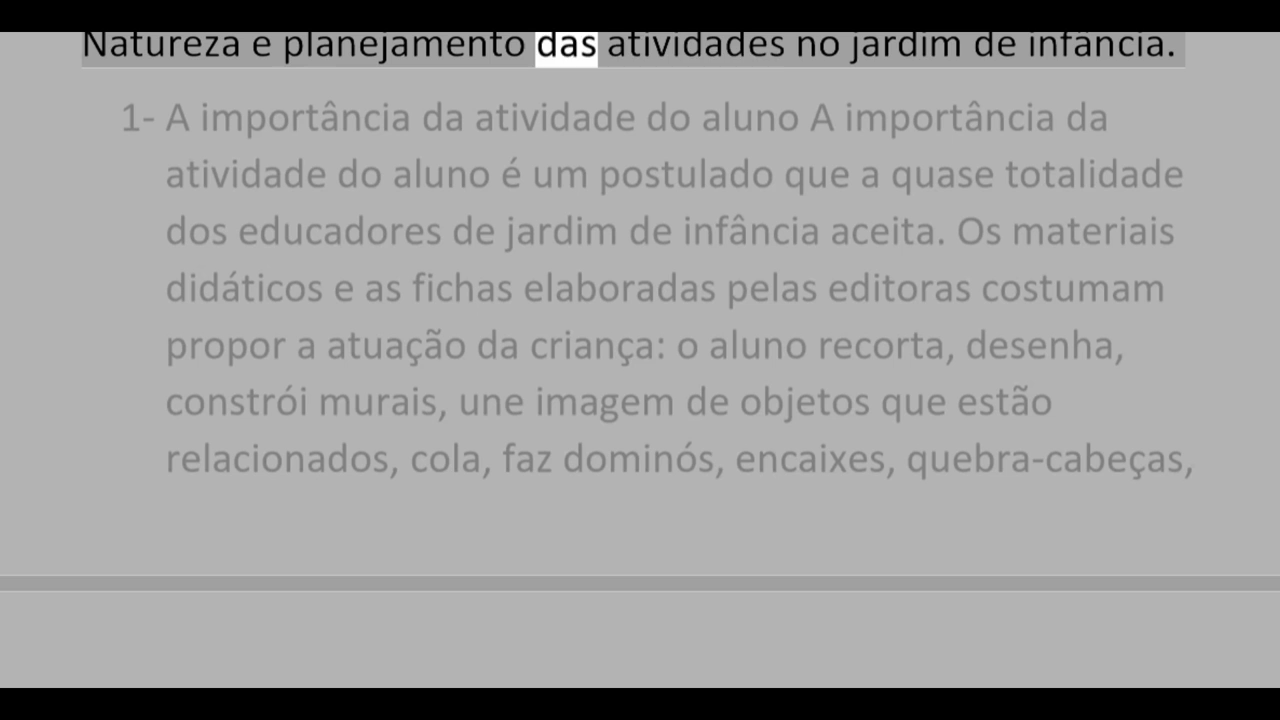 Natureza e planejamento das atividades no jardim de infância.
1- A importância da atividade do aluno A importância da
atividade do aluno é um postulado que a quase totalidade
dos educadores de jardim de infância aceita. Os materiais
didáticos e as fichas elaboradas pelas editoras costumam
propor a atuação da criança: o aluno recorta, desenha,
constrói murais, une imagem de objetos que estão
relacionados, cola, faz dominós, encaixes, quebra-cabeças,